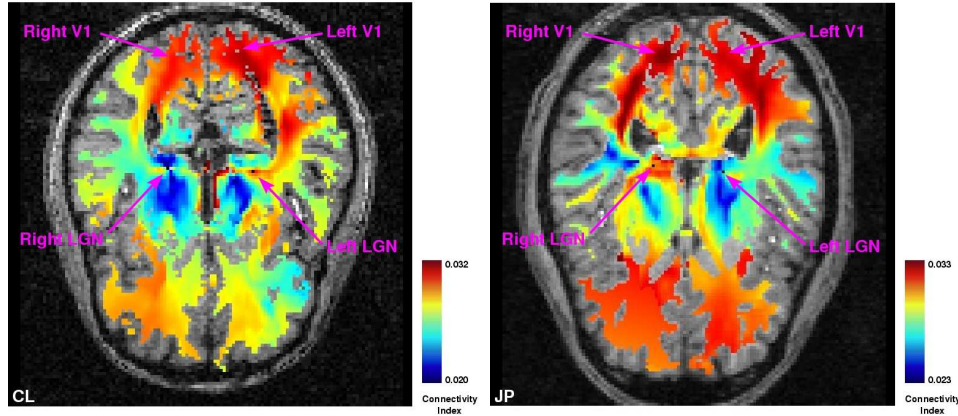 Right V1
Left V1
Right LGN
Left LGN
0.032
0.020
Connectivity
Index
CL
Right V1
Left V1
Right LGN
Left LGN
0.033
0.023
Connectivity
Index
JP